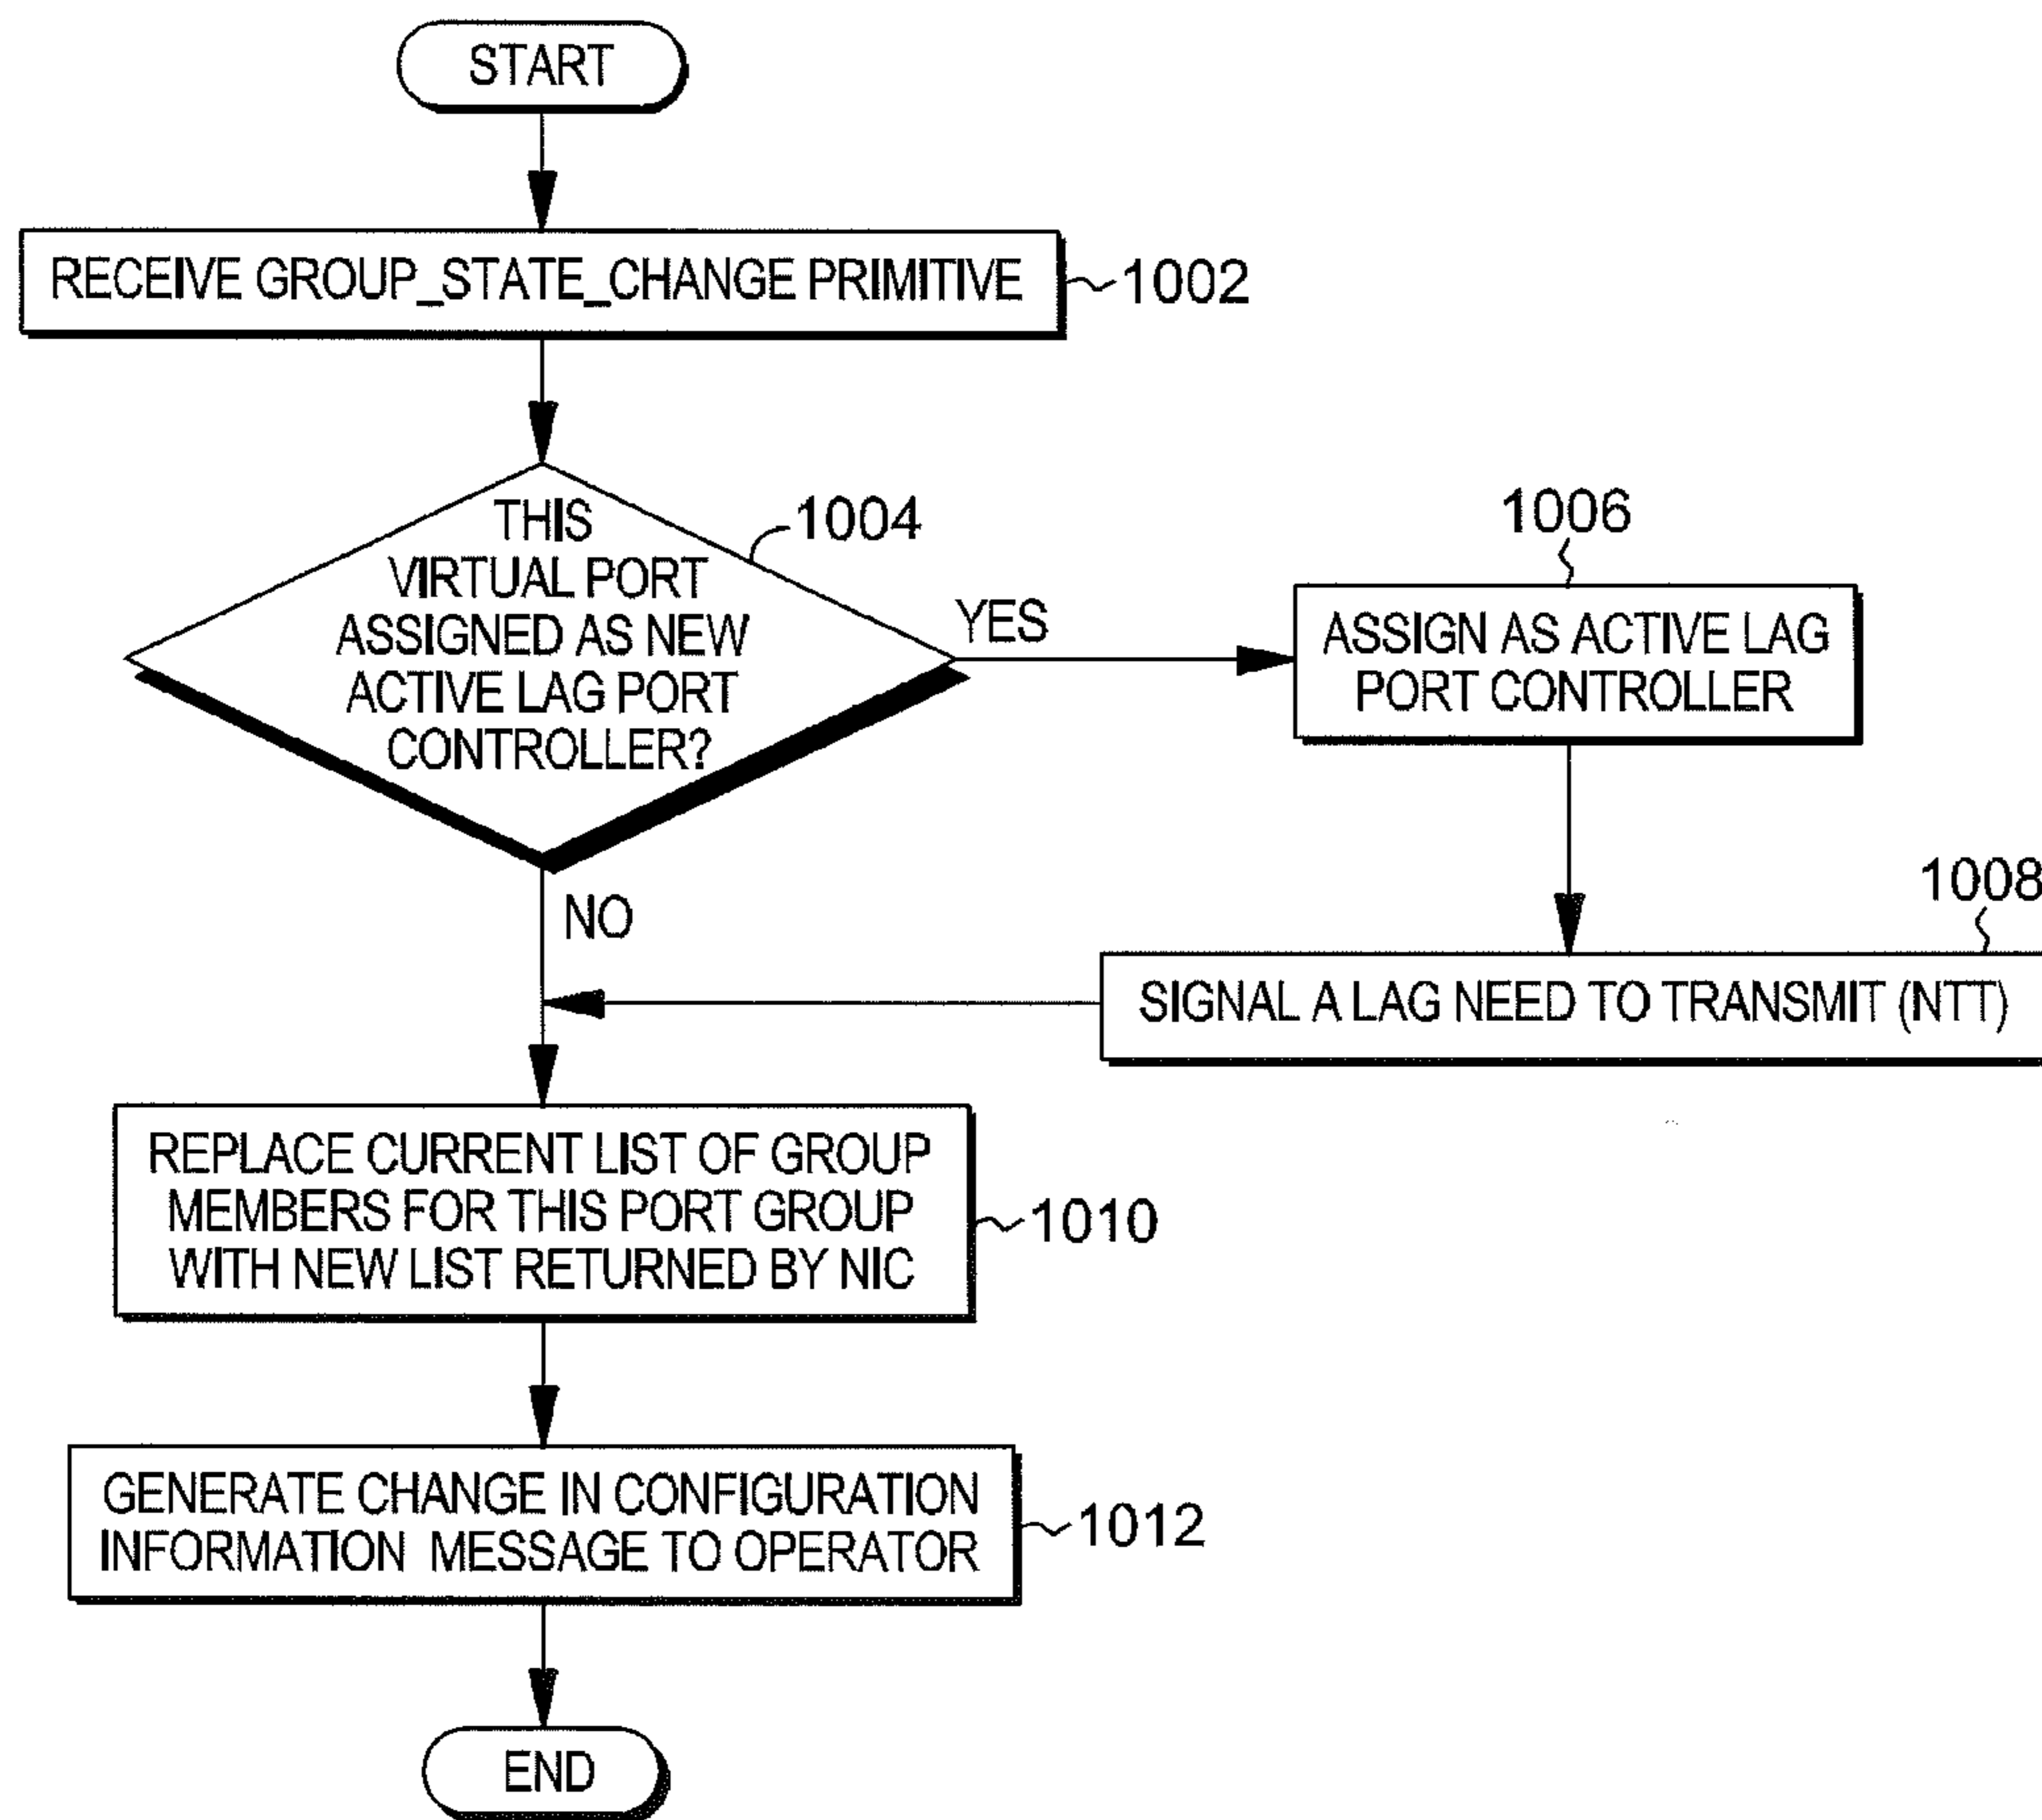 START
RECEIVE GROUP_STATE_CHANGE PRIMITIVE
1002
THIS
VIRTUAL PORT
ASSIGNED AS NEW
ACTIVE LAG PORT
CONTROLLER?
1004
YES
1006
ASSIGN AS ACTIVE LAG
PORT CONTROLLER
NO
1008
SIGNAL A LAG NEED TO TRANSMIT (NTT)
REPLACE CURRENT LIST OF GROUP
MEMBERS FOR THIS PORT GROUP
WITH NEW LIST RETURNED BY NIC
1010
GENERATE CHANGE IN CONFIGURATION
INFORMATION MESSAGE TO OPERATOR
1012
END